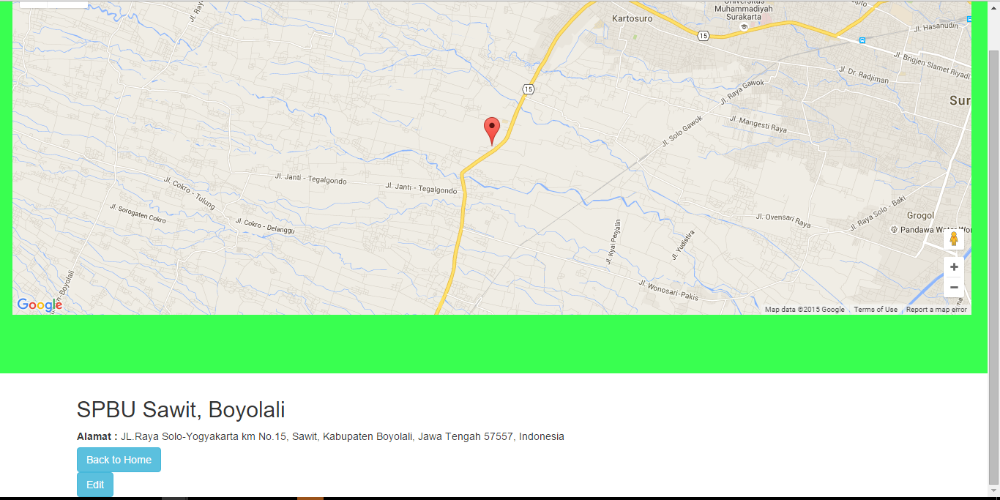 Universitas
Muhammadiyah
Surakarta
Kartosuro
15
Jl. Hasanudin
Jl. Brigjen Slamet Riyadi
Jl. Dr. Radjiman
15
Jl. Raya Gawok
Sur
Jl. Mangesti Raya
Jl. Solo Gawok
Jl. Janti - Tegalgondo
Jl. Janti - Tegalgondo
Jl. Cokro - Tulung
Jl. Sorogaten Cokro
Jl. Cokro - Delanggu
Jl. Raya Solo - Baki
Jl. Ovensari Raya
Grogol
Pandawa Water Wor
Jl. Kyai Penjalin
Jl. Yudistira
Jl. Wonosari-Pakis
n-Boyolali
Google
Map data ©2015 Google
Terms of Use
Report a map error
SPBU Sawit, Boyolali
Alamat : JL.Raya Solo-Yogyakarta km No.15, Sawit, Kabupaten Boyolali, Jawa Tengah 57557, Indonesia
Back to Home
Edit